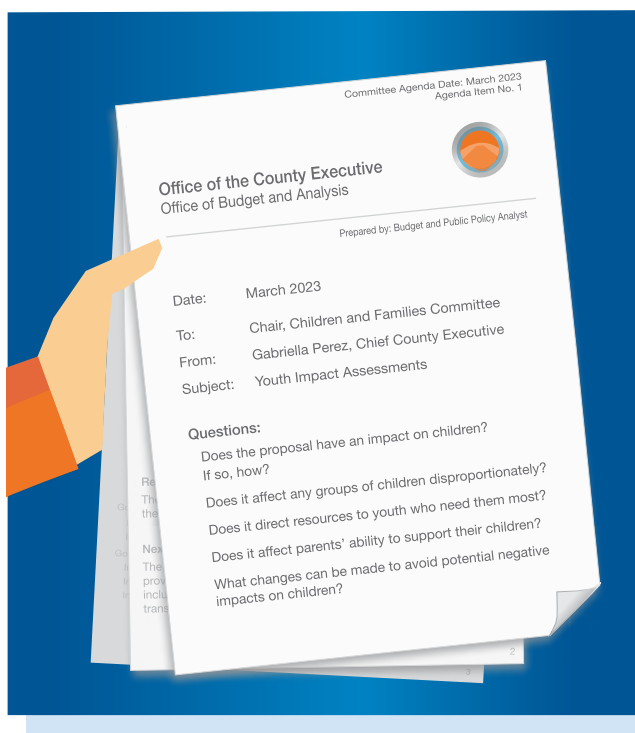 Committee Agenda Date: March 2023
Agenda Item No. 1
Office of the County Executive
Office of Budget and Analysis
Prepared by: Budget and Public Policy Analyst
Date: March 2023
To: Chair, Children and Families Committee
From: Gabriella Perez, Chief County Executive
Subject: Youth Impact Assessments
Questions:
Does the proposal have an impact on children?
If so, how?
Does it affect any groups of children disproportionately?
Does it direct resources to youth who need them most?
Does it affect parents’ ability to support their children?
What changes can be made to avoid potential negative
impacts on children?
2
3